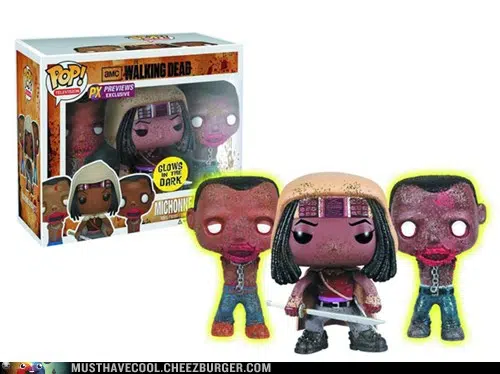 POP!
TELEVISION
AMC
THE WALKING DEAD
PX PREVIEWS
EXCLUSIVE
GLOWS
IN THE
DARK
MICHONNE
MUSTHAVECOOL.CHEEZBURGER.COM